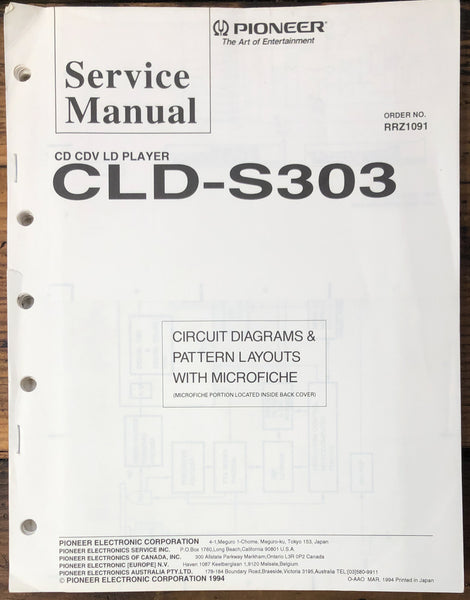 PIONEER®
The Art of Entertainment
Service
Manual
ORDER NO.
RRZ1091
CD CDV LD PLAYER
CLD-S303
CIRCUIT DIAGRAMS &
PATTERN LAYOUTS
WITH MICROFICHE
(MICROFICHE PORTION LOCATED INSIDE BACK COVER)
PIONEER ELECTRONIC CORPORATION 4-1,Meguro 1-Chome, Meguro-ku, Tokyo 153, Japan
PIONEER ELECTRONICS SERVICE INC. P.O.Box 1760,Long Beach,California 90801 U.S.A.
PIONEER ELECTRONICS OF CANADA, INC. 300 Allstate Parkway Markham,Ontario L3R 0P2 Canada
PIONEER ELECTRONIC [EUROPE] N.V. Haven 1087 Keetberglaan 1,9120 Melsele,Belgium
PIONEER ELECTRONICS AUSTRALIA PTY.LTD. 178-184 Boundary Road,Braeside,Victoria 3195,Australia TEL.[03]580-9911
© PIONEER ELECTRONIC CORPORATION 1994 O-AAO MAR. 1994 Printed in Japan